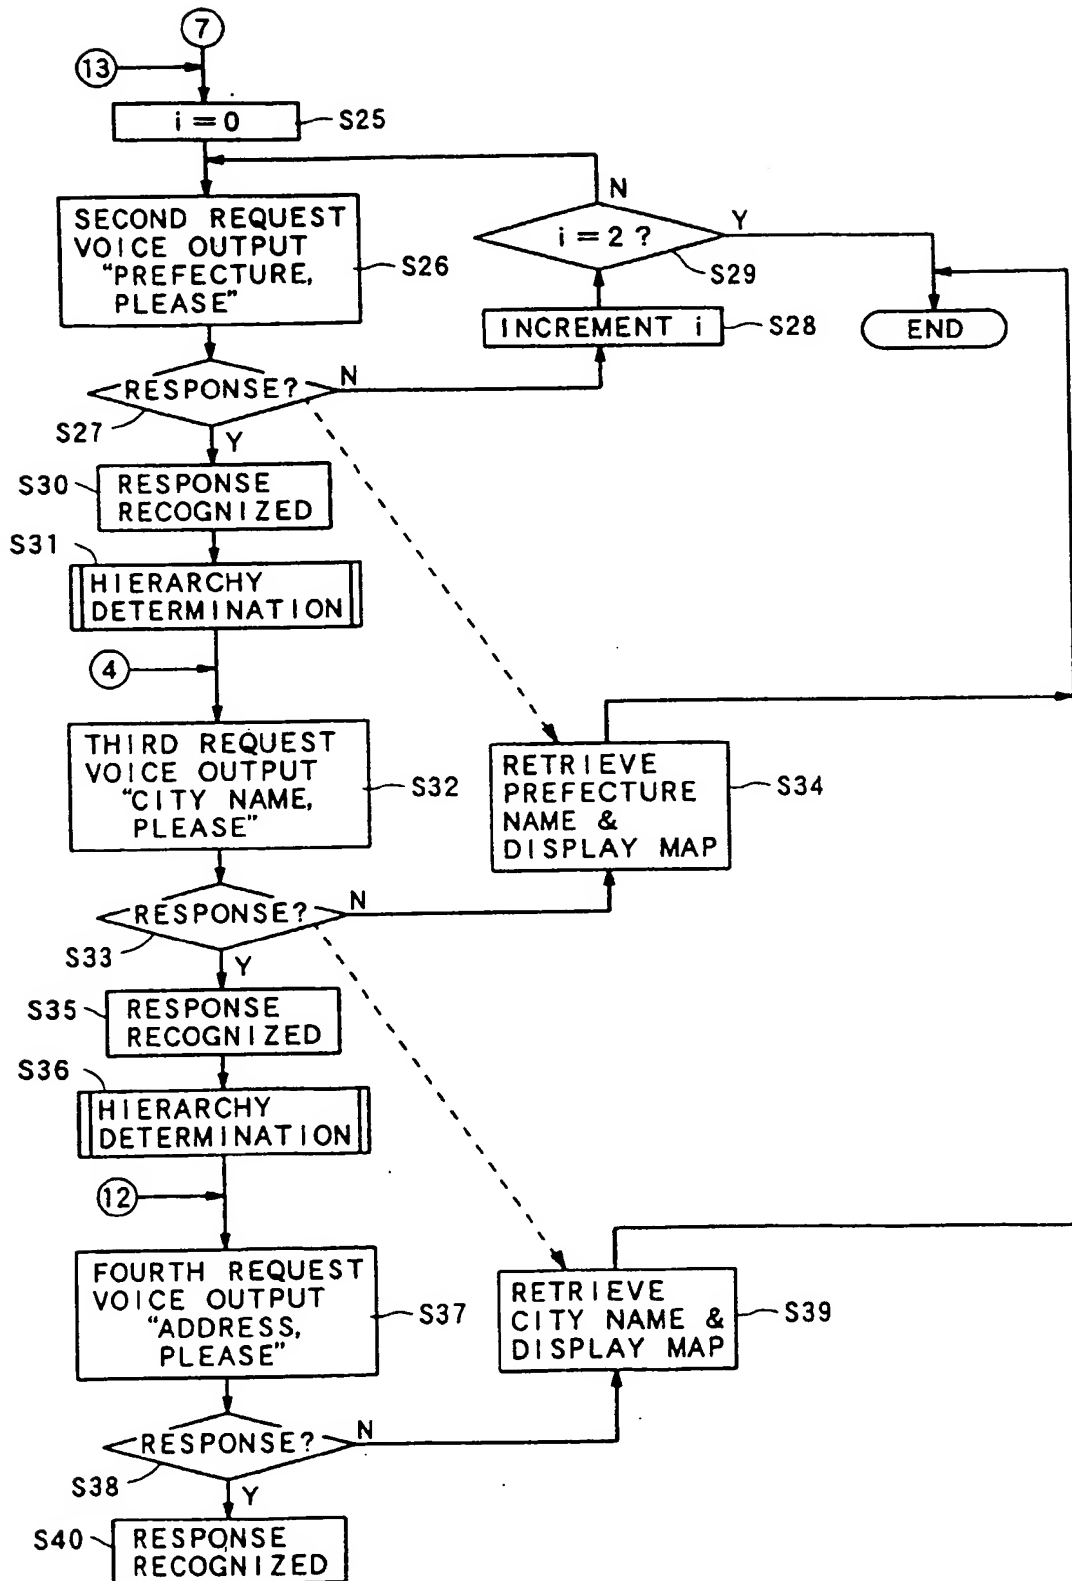 7
13
i = 0
S25
SECOND REQUEST
VOICE OUTPUT
"PREFECTURE,
PLEASE"
S26
N
i = 2 ?
Y
S29
INCREMENT i
S28
END
RESPONSE?
N
S27
Y
S30
RESPONSE
RECOGNIZED
S31
HIERARCHY
DETERMINATION
4
THIRD REQUEST
VOICE OUTPUT
"CITY NAME,
PLEASE"
S32
RETRIEVE
PREFECTURE
NAME &
DISPLAY MAP
S34
RESPONSE?
N
S33
Y
S35
RESPONSE
RECOGNIZED
S36
HIERARCHY
DETERMINATION
12
FOURTH REQUEST
VOICE OUTPUT
"ADDRESS,
PLEASE"
S37
RETRIEVE
CITY NAME &
DISPLAY MAP
S39
RESPONSE?
N
S38
Y
S40
RESPONSE
RECOGNIZED